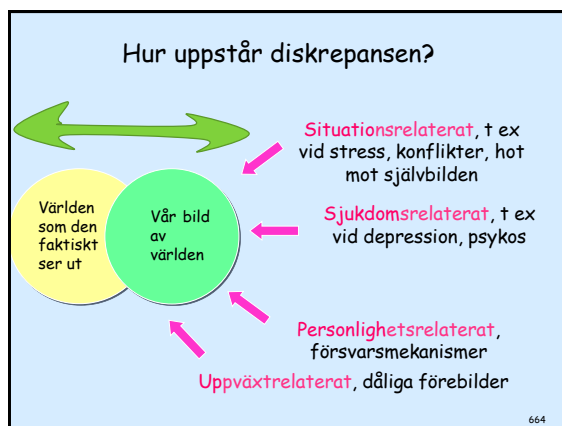 Hur uppstår diskrepansen?
Situationsrelaterat, t ex
vid stress, konflikter, hot
mot självbilden
Världen
som den
faktiskt
ser ut
Vår bild
av
världen
Sjukdomsrelaterat, t ex
vid depression, psykos
Personlighetsrelaterat,
försvarsmekanismer
Uppväxtrelaterat, dåliga förebilder
664